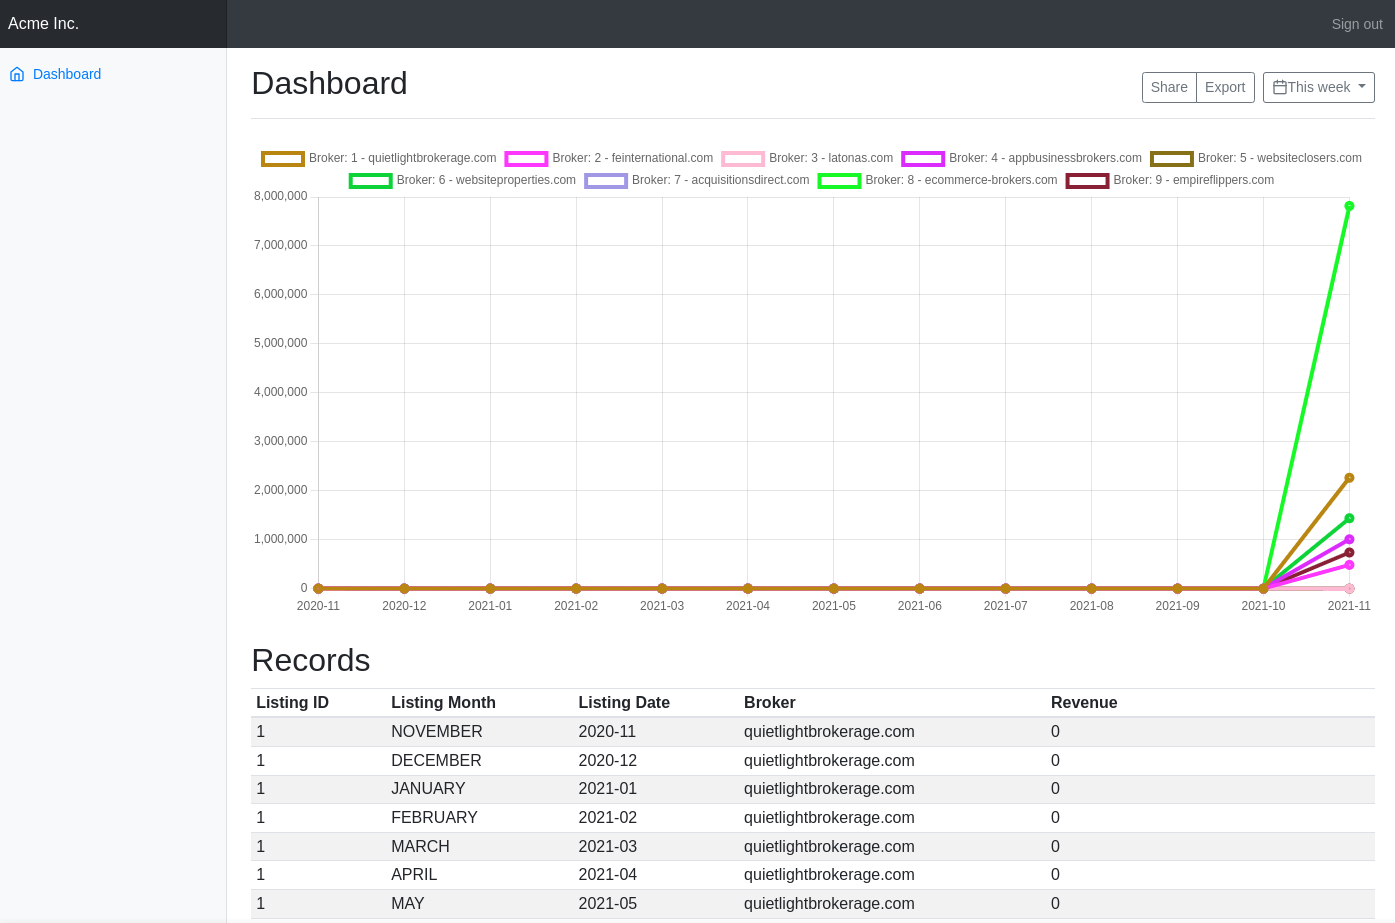 Acme Inc.
Sign out
Dashboard
Dashboard
Share Export This week
Broker: 1 - quietlightbrokerage.com Broker: 2 - feinternational.com Broker: 3 - latonas.com Broker: 4 - appbusinessbrokers.com Broker: 5 - websiteclosers.com
Broker: 6 - websiteproperties.com Broker: 7 - acquisitionsdirect.com Broker: 8 - ecommerce-brokers.com Broker: 9 - empireflippers.com
8,000,000
7,000,000
6,000,000
5,000,000
4,000,000
3,000,000
2,000,000
1,000,000
0
2020-11 2020-12 2021-01 2021-02 2021-03 2021-04 2021-05 2021-06 2021-07 2021-08 2021-09 2021-10 2021-11
Records
Listing ID Listing Month Listing Date Broker Revenue
1 NOVEMBER 2020-11 quietlightbrokerage.com 0
1 DECEMBER 2020-12 quietlightbrokerage.com 0
1 JANUARY 2021-01 quietlightbrokerage.com 0
1 FEBRUARY 2021-02 quietlightbrokerage.com 0
1 MARCH 2021-03 quietlightbrokerage.com 0
1 APRIL 2021-04 quietlightbrokerage.com 0
1 MAY 2021-05 quietlightbrokerage.com 0